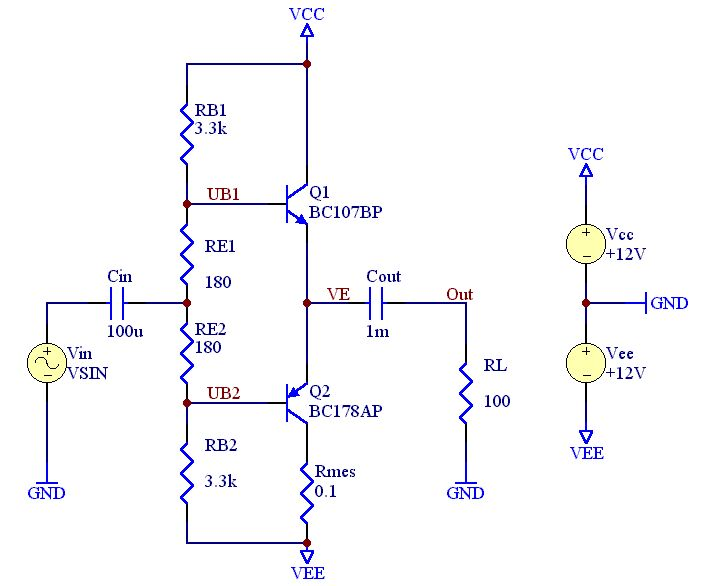 VCC
RB1
3.3k
UB1
Q1
BC107BP
RE1
180
Cin
100u
Vin
VSIN
GND
RE2
180
VE
Cout
1m
Out
RL
100
GND
UB2
Q2
BC178AP
RB2
3.3k
Rmes
0.1
VEE
VCC
Vcc
+12V
GND
Vee
+12V
VEE